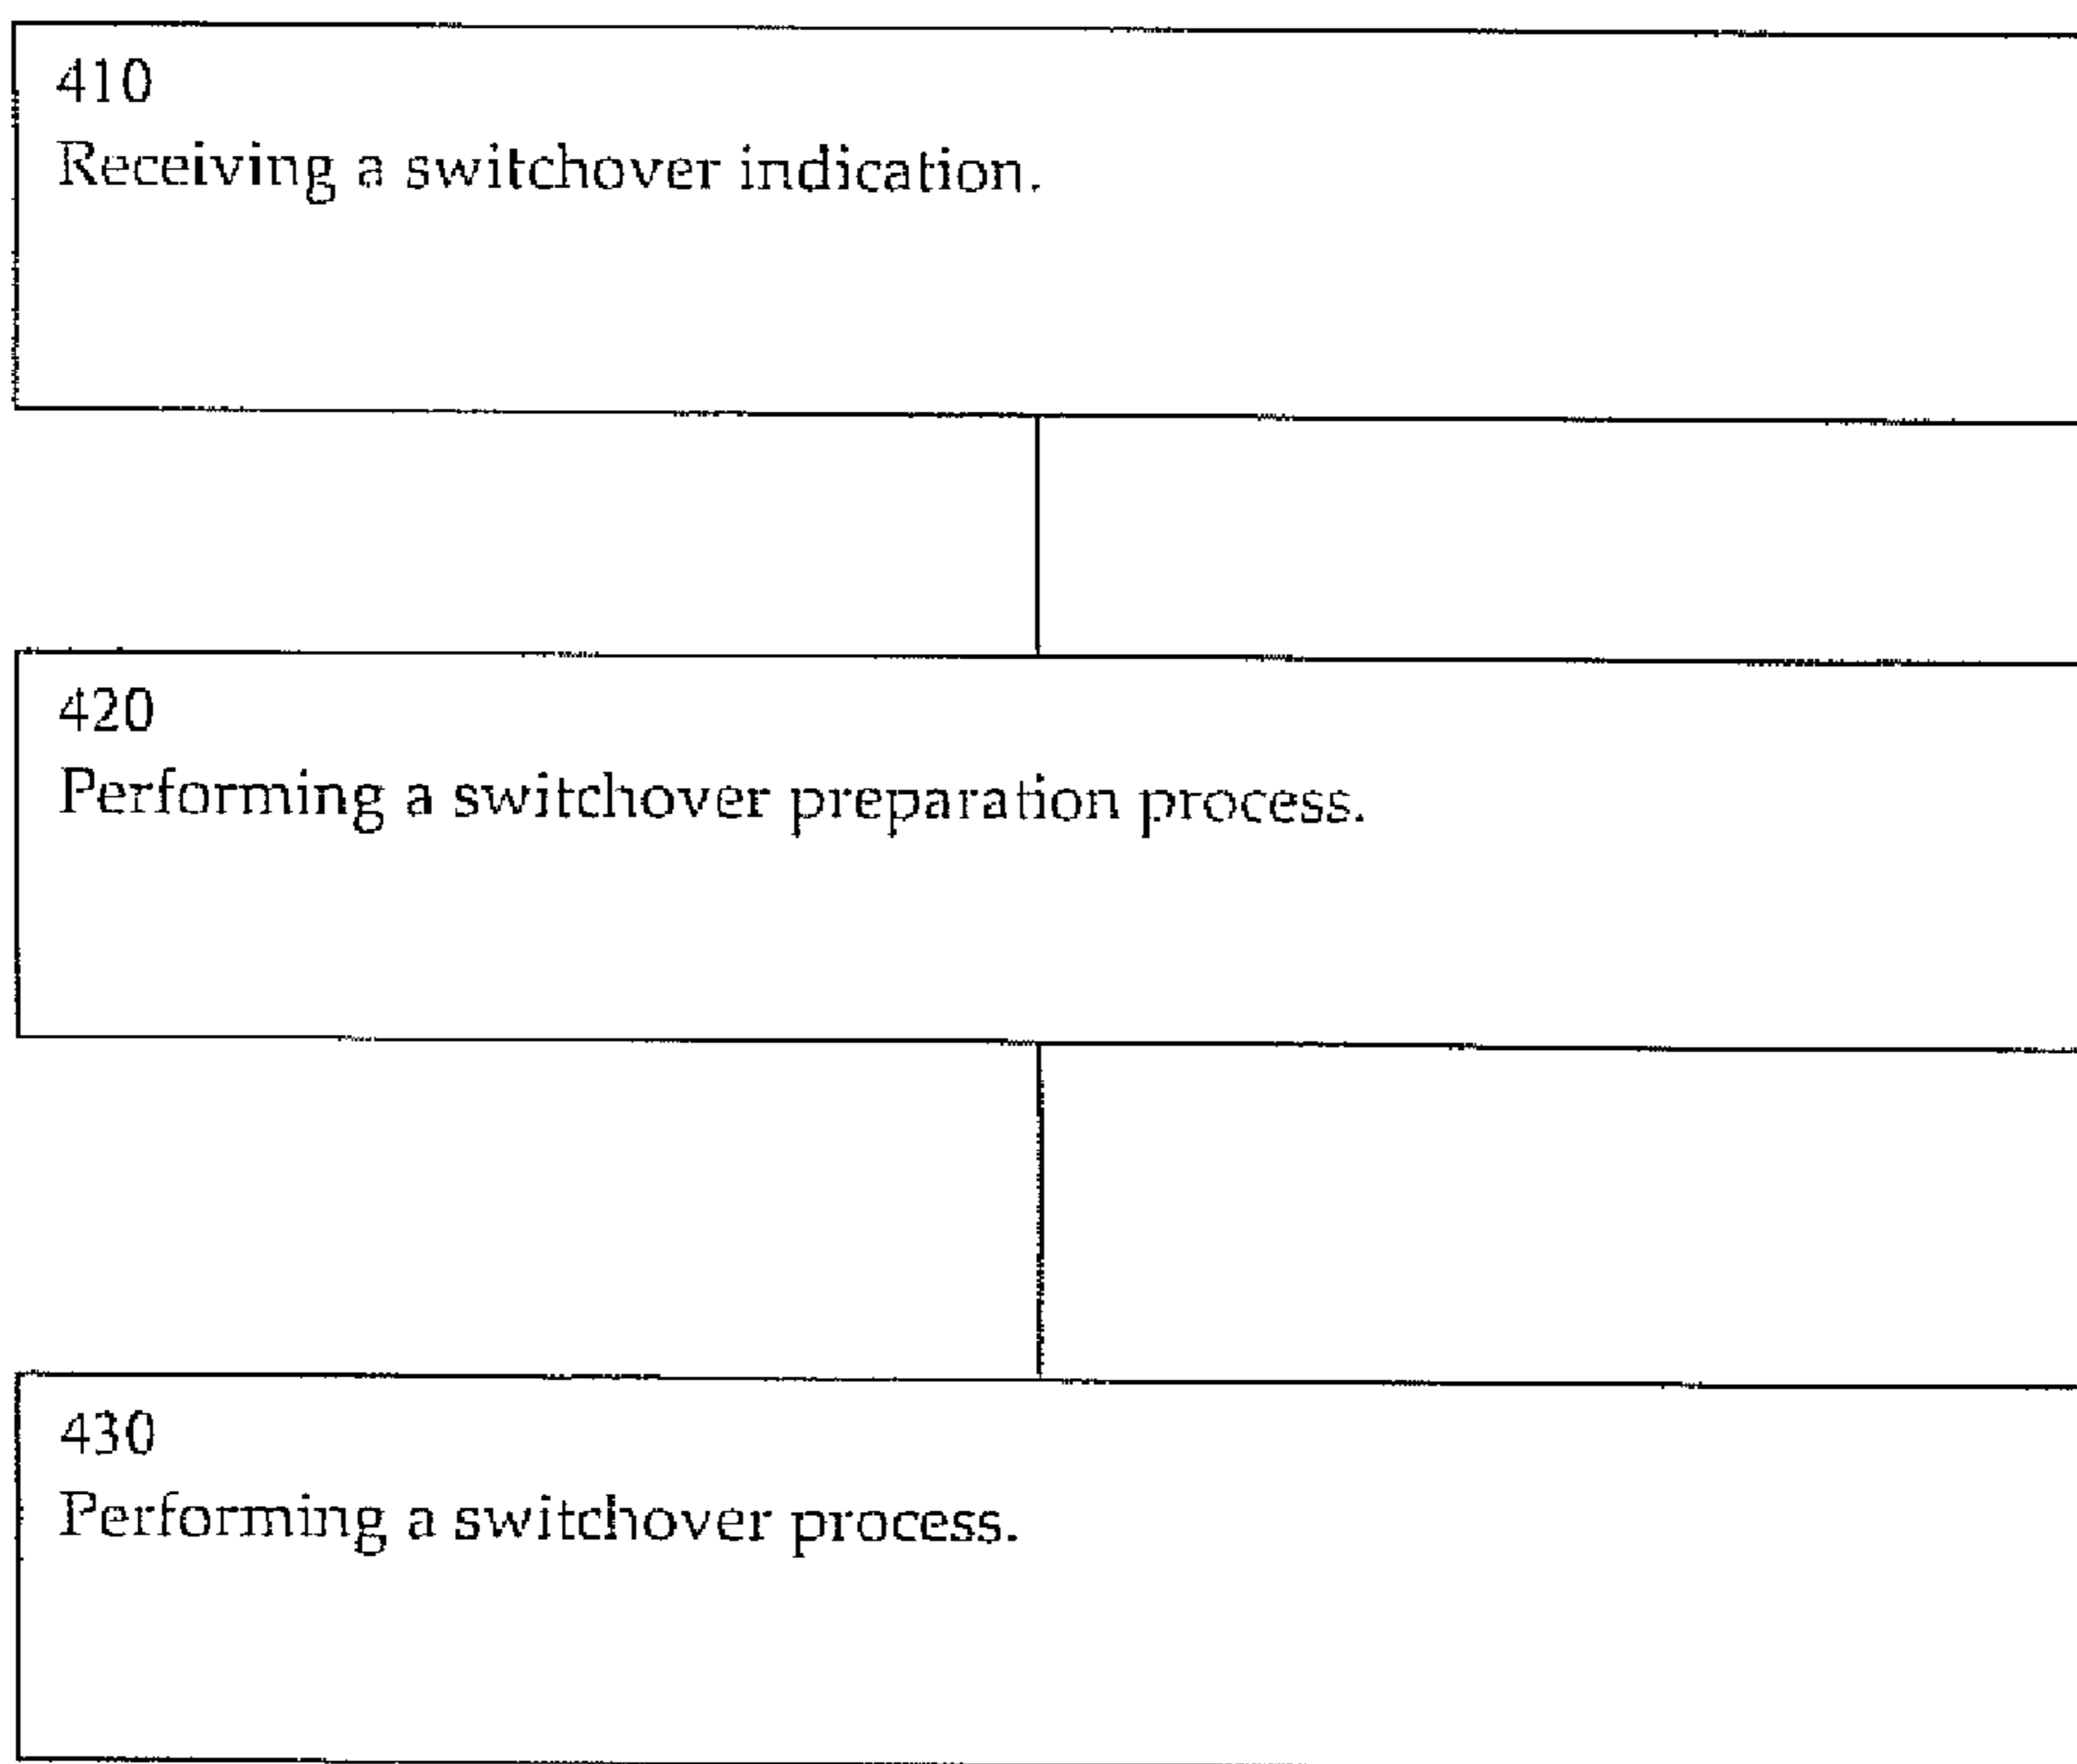 410
Receiving a switchover indication.
420
Performing a switchover preparation process.
430
Performing a switchover process.